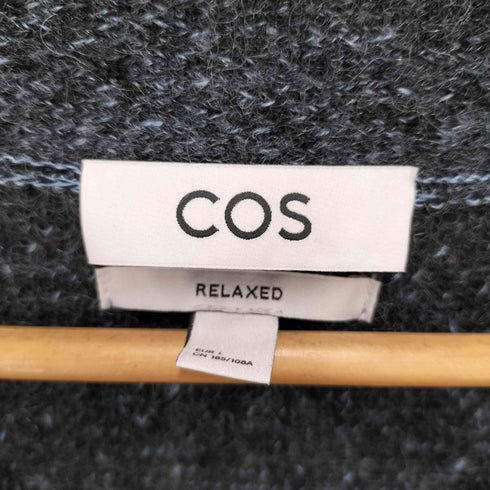 COS
RELAXED
EUR L
CN 185/108A